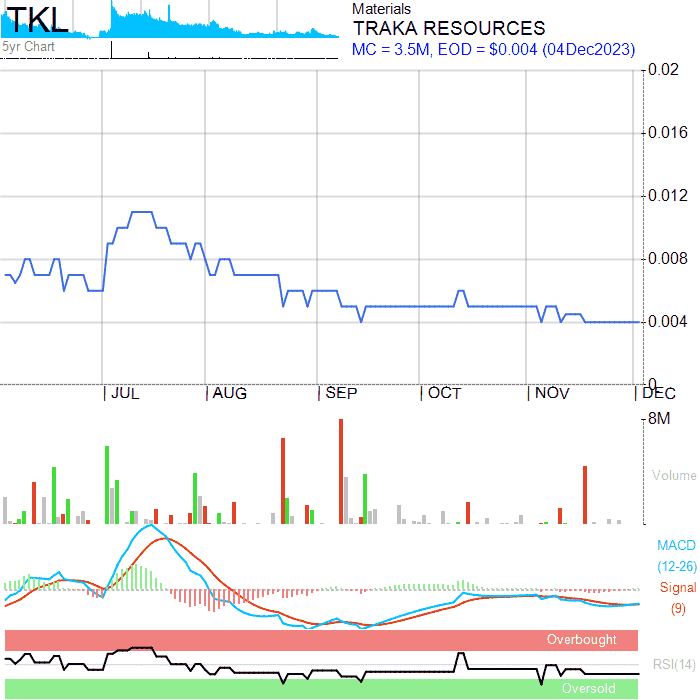 TKL
5yr Chart
Materials
TRAKA RESOURCES
MC = 3.5M, EOD = $0.004 (04Dec2023)
0.02
0.016
0.012
0.008
0.004
0
JUL AUG SEP OCT NOV DEC
8M
Volume
MACD
(12-26)
Signal
(9)
Overbought
RSI(14)
Oversold